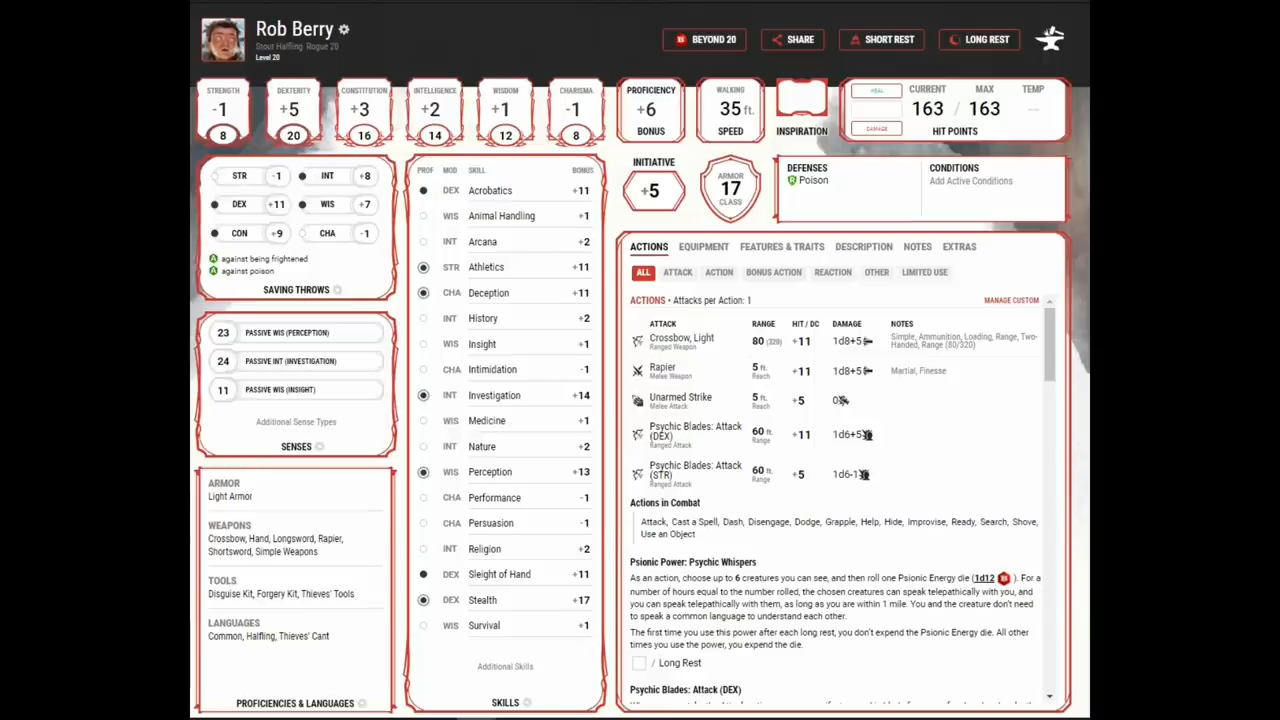 Rob Berry
Stout Halfling Rogue 20
Level 20
BEYOND 20
SHARE
SHORT REST
LONG REST
STRENGTH
-1
8
DEXTERITY
+5
20
CONSTITUTION
+3
16
INTELLIGENCE
+2
14
WISDOM
+1
12
CHARISMA
-1
8
PROFICIENCY
+6
BONUS
WALKING
35 ft.
SPEED
INSPIRATION
HEAL
DAMAGE
CURRENT MAX TEMP
163 / 163 --
HIT POINTS
STR -1 INT +8
DEX +11 WIS +7
CON +9 CHA -1
against being frightened
against poison
SAVING THROWS
23 PASSIVE WIS (PERCEPTION)
24 PASSIVE INT (INVESTIGATION)
11 PASSIVE WIS (INSIGHT)
Additional Sense Types
SENSES
ARMOR
Light Armor
WEAPONS
Crossbow, Hand, Longsword, Rapier,
Shortsword, Simple Weapons
TOOLS
Disguise Kit, Forgery Kit, Thieves' Tools
LANGUAGES
Common, Halfling, Thieves' Cant
PROFICIENCIES & LANGUAGES
PROF MOD SKILL BONUS
DEX Acrobatics +11
WIS Animal Handling +1
INT Arcana +2
STR Athletics +11
CHA Deception +11
INT History +2
WIS Insight +1
CHA Intimidation -1
INT Investigation +14
WIS Medicine +1
INT Nature +2
WIS Perception +13
CHA Performance -1
CHA Persuasion -1
INT Religion +2
DEX Sleight of Hand +11
DEX Stealth +17
WIS Survival +1
Additional Skills
SKILLS
INITIATIVE
+5
ARMOR
17
CLASS
DEFENSES
Poison
CONDITIONS
Add Active Conditions
ACTIONS EQUIPMENT FEATURES & TRAITS DESCRIPTION NOTES EXTRAS
ALL ATTACK ACTION BONUS ACTION REACTION OTHER LIMITED USE
ACTIONS • Attacks per Action: 1 MANAGE CUSTOM
ATTACK RANGE HIT / DC DAMAGE NOTES
Crossbow, Light 80 (320) +11 1d8+5 Simple, Ammunition, Loading, Range, Two-
Ranged Weapon Handed, Range (80/320)
Rapier 5 ft. +11 1d8+5 Martial, Finesse
Melee Weapon Reach
Unarmed Strike 5 ft. +5 0
Melee Attack Reach
Psychic Blades: Attack 60 ft. +11 1d6+5
(DEX) Range
Ranged Attack
Psychic Blades: Attack 60 ft. +5 1d6-1
(STR) Range
Ranged Attack
Actions in Combat
Attack, Cast a Spell, Dash, Disengage, Dodge, Grapple, Help, Hide, Improvise, Ready, Search, Shove,
Use an Object
Psionic Power: Psychic Whispers
As an action, choose up to 6 creatures you can see, and then roll one Psionic Energy die (1d12 ). For a
number of hours equal to the number rolled, the chosen creatures can speak telepathically with you, and
you can speak telepathically with them, as long as you are within 1 mile. You and the creature don't need
to speak a common language to understand each other.
The first time you use this power after each long rest, you don't expend the Psionic Energy die. All other
times you use the power, you expend the die.
/ Long Rest
Psychic Blades: Attack (DEX)